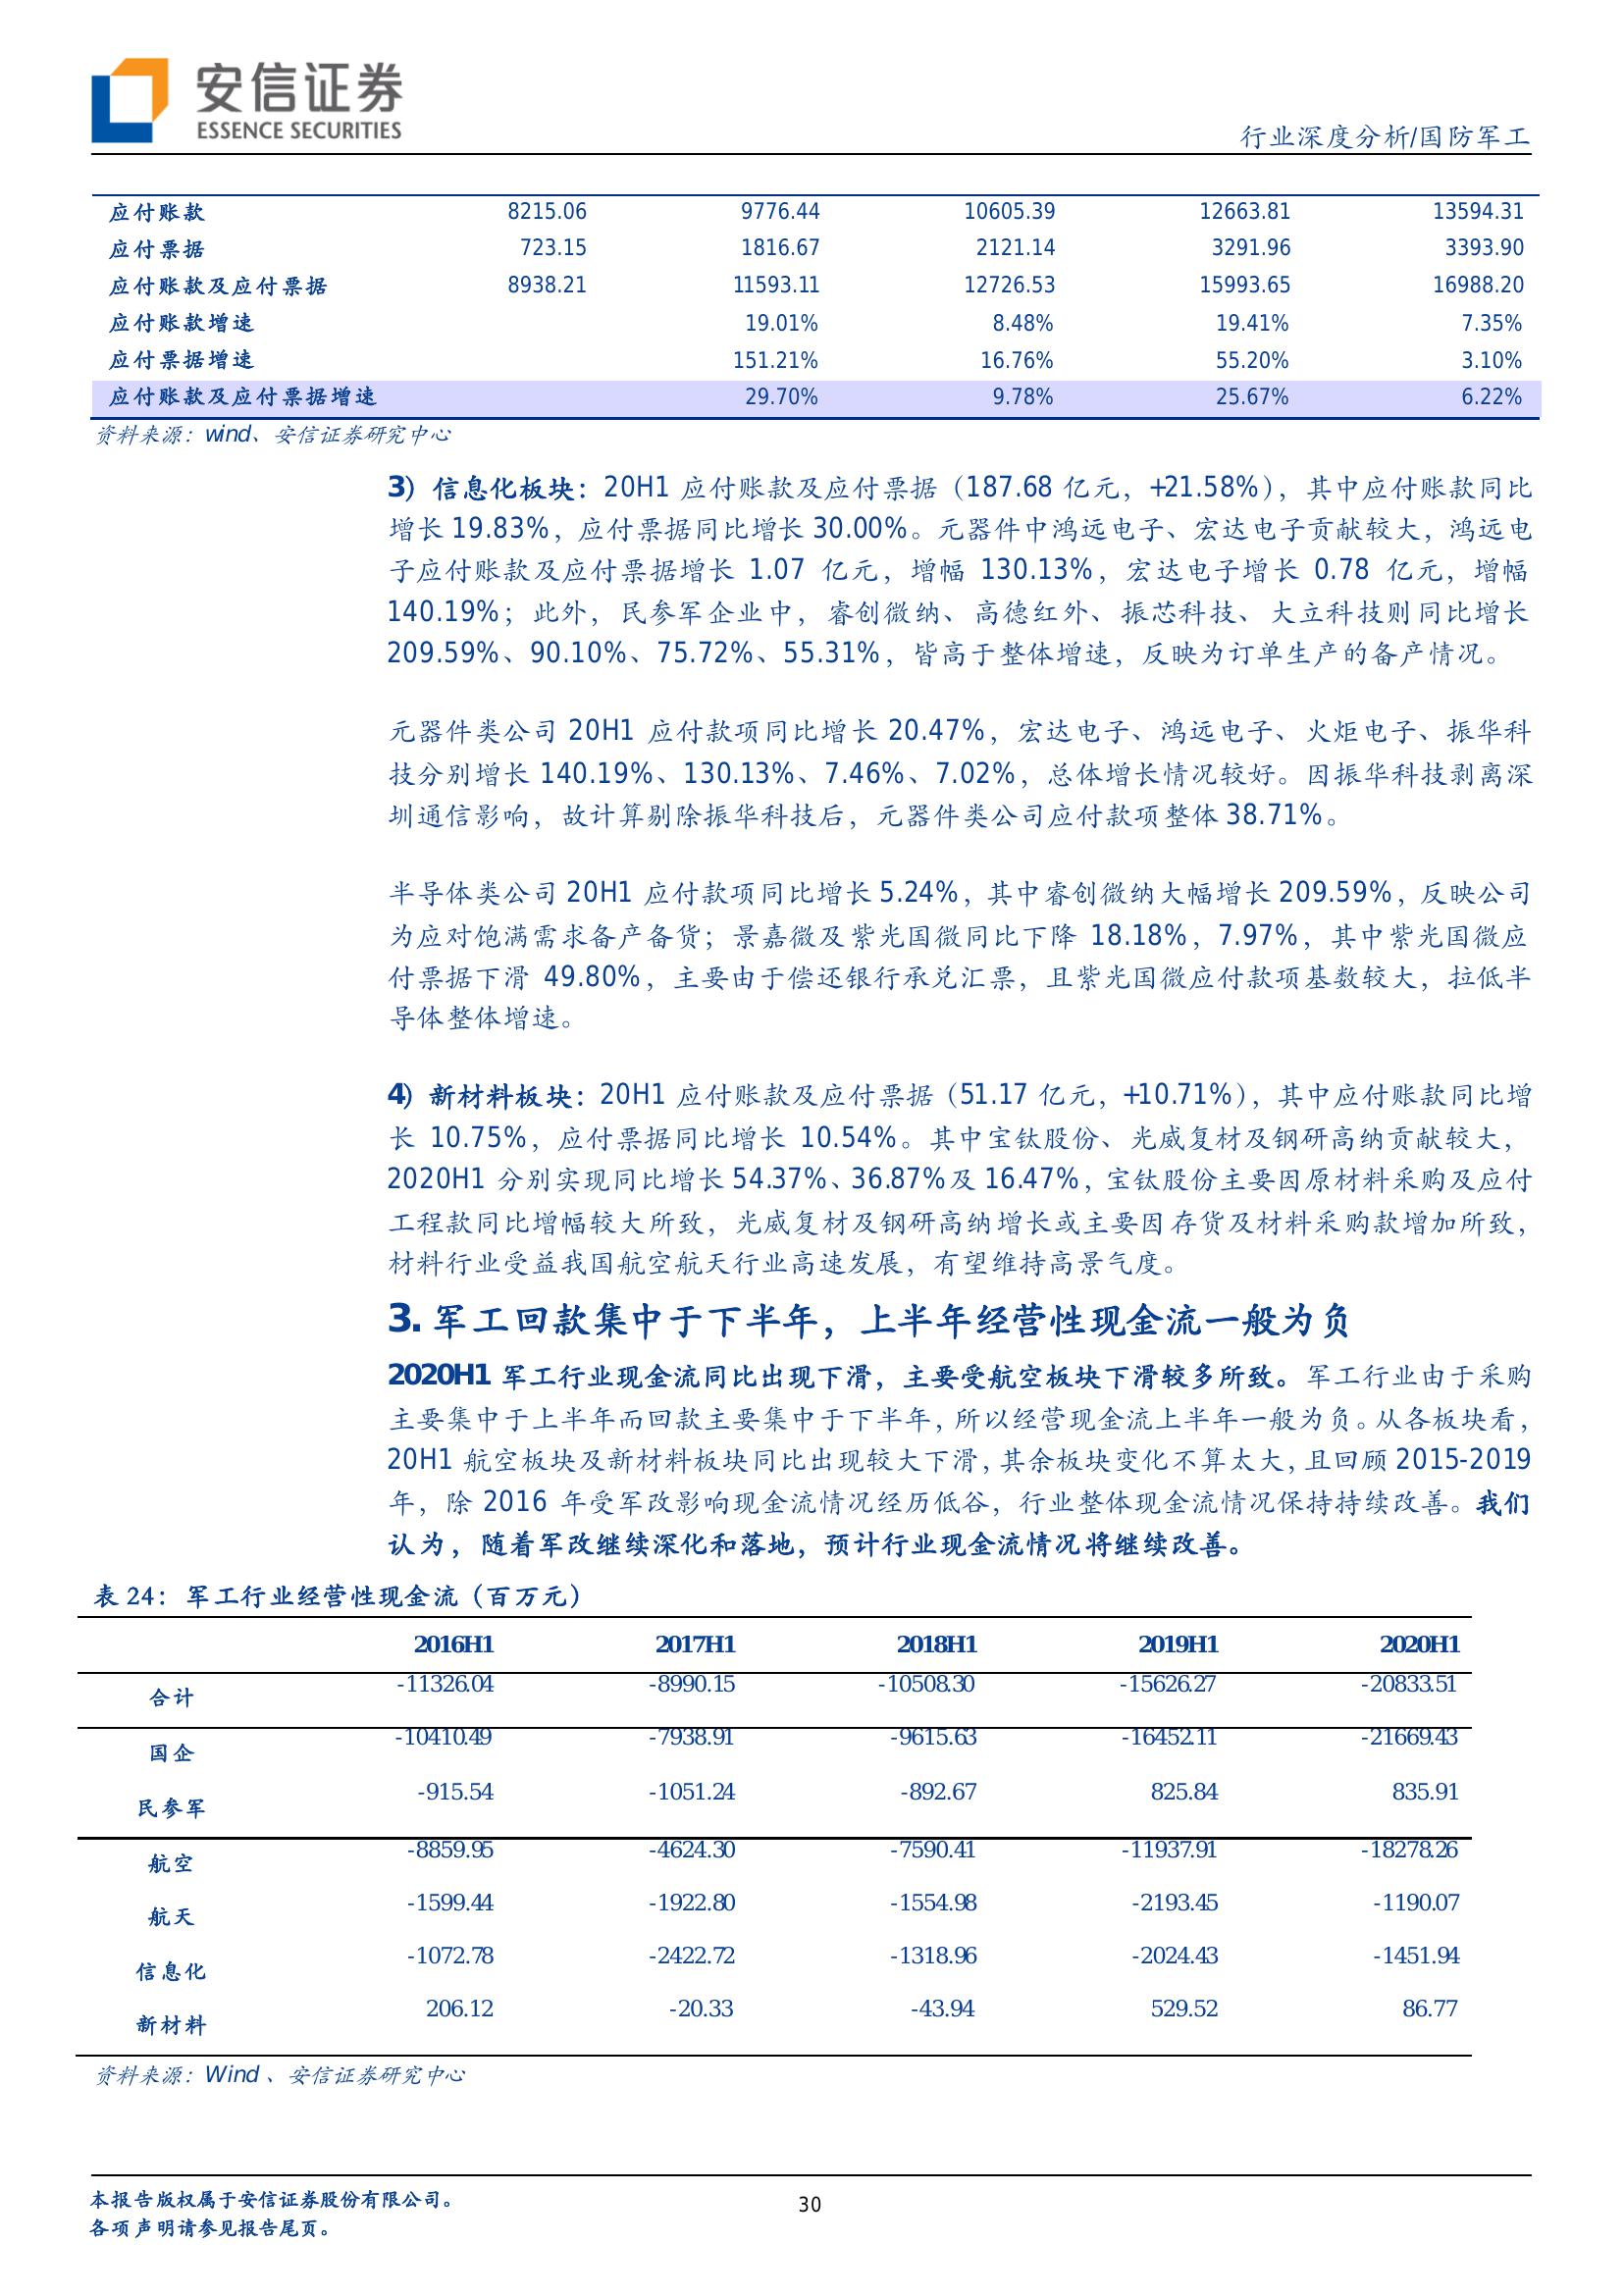 安信证券
ESSENCE SECURITIES
行业深度分析/国防军工
应付账款 8215.06 9776.44 10605.39 12663.81 13594.31
应付票据 723.15 1816.67 2121.14 3291.96 3393.90
应付账款及应付票据 8938.21 11593.11 12726.53 15993.65 16988.20
应付账款增速 19.01% 8.48% 19.41% 7.35%
应付票据增速 151.21% 16.76% 55.20% 3.10%
应付账款及应付票据增速 29.70% 9.78% 25.67% 6.22%
资料来源：wind、安信证券研究中心
3）信息化板块：20H1 应付账款及应付票据（187.68 亿元，+21.58%），其中应付账款同比
增长 19.83%，应付票据同比增长 30.00%。元器件中鸿远电子、宏达电子贡献较大，鸿远电
子应付账款及应付票据增长 1.07 亿元，增幅 130.13%，宏达电子增长 0.78 亿元，增幅
140.19%；此外，民参军企业中，睿创微纳、高德红外、振芯科技、大立科技则同比增长
209.59%、90.10%、75.72%、55.31%，皆高于整体增速，反映为订单生产的备产情况。
元器件类公司 20H1 应付款项同比增长 20.47%，宏达电子、鸿远电子、火炬电子、振华科
技分别增长 140.19%、130.13%、7.46%、7.02%，总体增长情况较好。因振华科技剥离深
圳通信影响，故计算剔除振华科技后，元器件类公司应付款项整体 38.71%。
半导体类公司 20H1 应付款项同比增长 5.24%，其中睿创微纳大幅增长 209.59%，反映公司
为应对饱满需求备产备货；景嘉微及紫光国微同比下降 18.18%，7.97%，其中紫光国微应
付票据下滑 49.80%，主要由于偿还银行承兑汇票，且紫光国微应付款项基数较大，拉低半
导体整体增速。
4）新材料板块：20H1 应付账款及应付票据（51.17 亿元，+10.71%），其中应付账款同比增
长 10.75%，应付票据同比增长 10.54%。其中宝钛股份、光威复材及钢研高纳贡献较大，
2020H1 分别实现同比增长 54.37%、36.87%及 16.47%，宝钛股份主要因原材料采购及应付
工程款同比增幅较大所致，光威复材及钢研高纳增长或主要因存货及材料采购款增加所致，
材料行业受益我国航空航天行业高速发展，有望维持高景气度。
3. 军工回款集中于下半年，上半年经营性现金流一般为负
2020H1 军工行业现金流同比出现下滑，主要受航空板块下滑较多所致。军工行业由于采购
主要集中于上半年而回款主要集中于下半年，所以经营现金流上半年一般为负。从各板块看，
20H1 航空板块及新材料板块同比出现较大下滑，其余板块变化不算太大，且回顾 2015-2019
年，除 2016 年受军改影响现金流情况经历低谷，行业整体现金流情况保持持续改善。我们
认为，随着军改继续深化和落地，预计行业现金流情况将继续改善。
表 24：军工行业经营性现金流（百万元）
2016H1 2017H1 2018H1 2019H1 2020H1
合计 -11326.04 -8990.15 -10508.30 -15626.27 -20833.51
国企 -10410.49 -7938.91 -9615.63 -16452.11 -21669.43
民参军 -915.54 -1051.24 -892.67 825.84 835.91
航空 -8859.95 -4624.30 -7590.41 -11937.91 -18278.26
航天 -1599.44 -1922.80 -1554.98 -2193.45 -1190.07
信息化 -1072.78 -2422.72 -1318.96 -2024.43 -1451.94
新材料 206.12 -20.33 -43.94 529.52 86.77
资料来源：Wind 、安信证券研究中心
本报告版权属于安信证券股份有限公司。
30
各项声明请参见报告尾页。